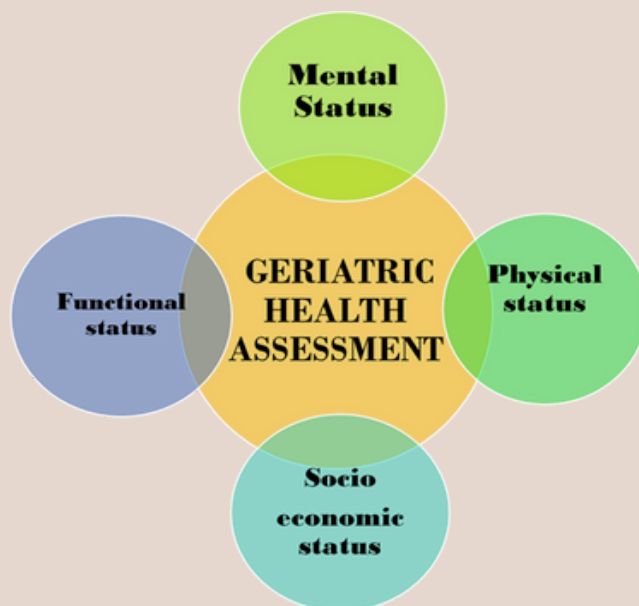 Mental
Status
GERIATRIC
HEALTH
ASSESSMENT
Functional
status
Physical
status
Socio
economic
status